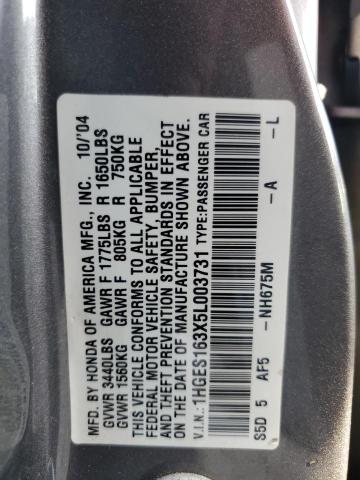 MFD. BY HONDA OF AMERICA MFG., INC. 10/'04
GVWR 3440LBS GAWR F 1775LBS R 1650LBS
GVWR 1560KG GAWR F 805KG R 750KG
THIS VEHICLE CONFORMS TO ALL APPLICABLE
FEDERAL MOTOR VEHICLE SAFETY, BUMPER,
AND THEFT PREVENTION STANDARDS IN EFFECT
ON THE DATE OF MANUFACTURE SHOWN ABOVE.
V.I.N.:1HGES163X5L003731 TYPE:PASSENGER CAR
S5D 5 AF5 -NH675M -A -L